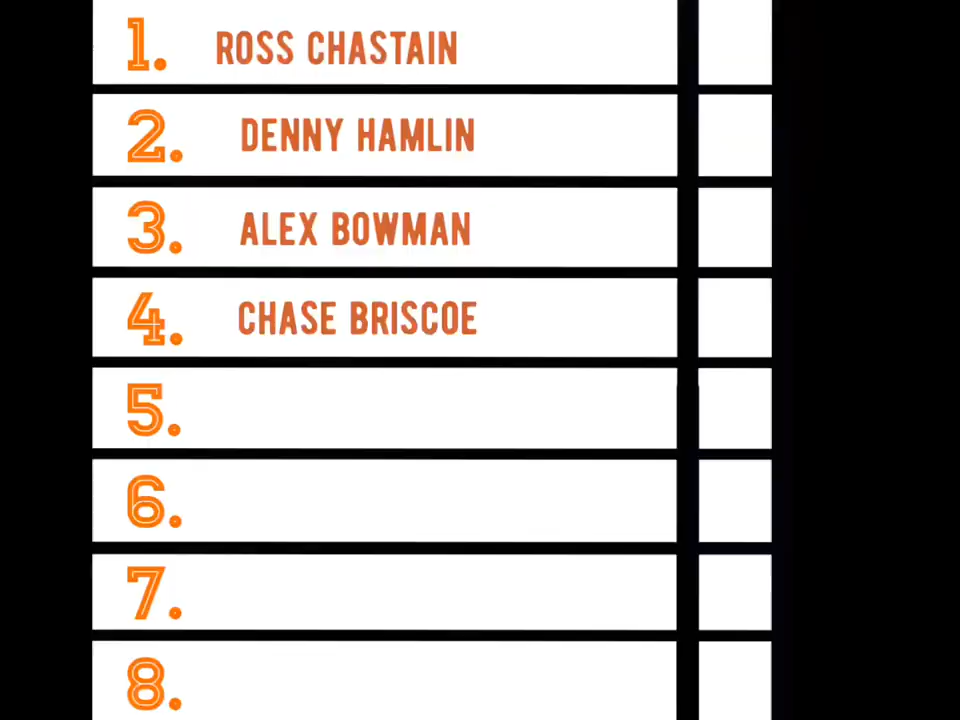 1. ROSS CHASTAIN
2. DENNY HAMLIN
3. ALEX BOWMAN
4. CHASE BRISCOE
5.
6.
7.
8.